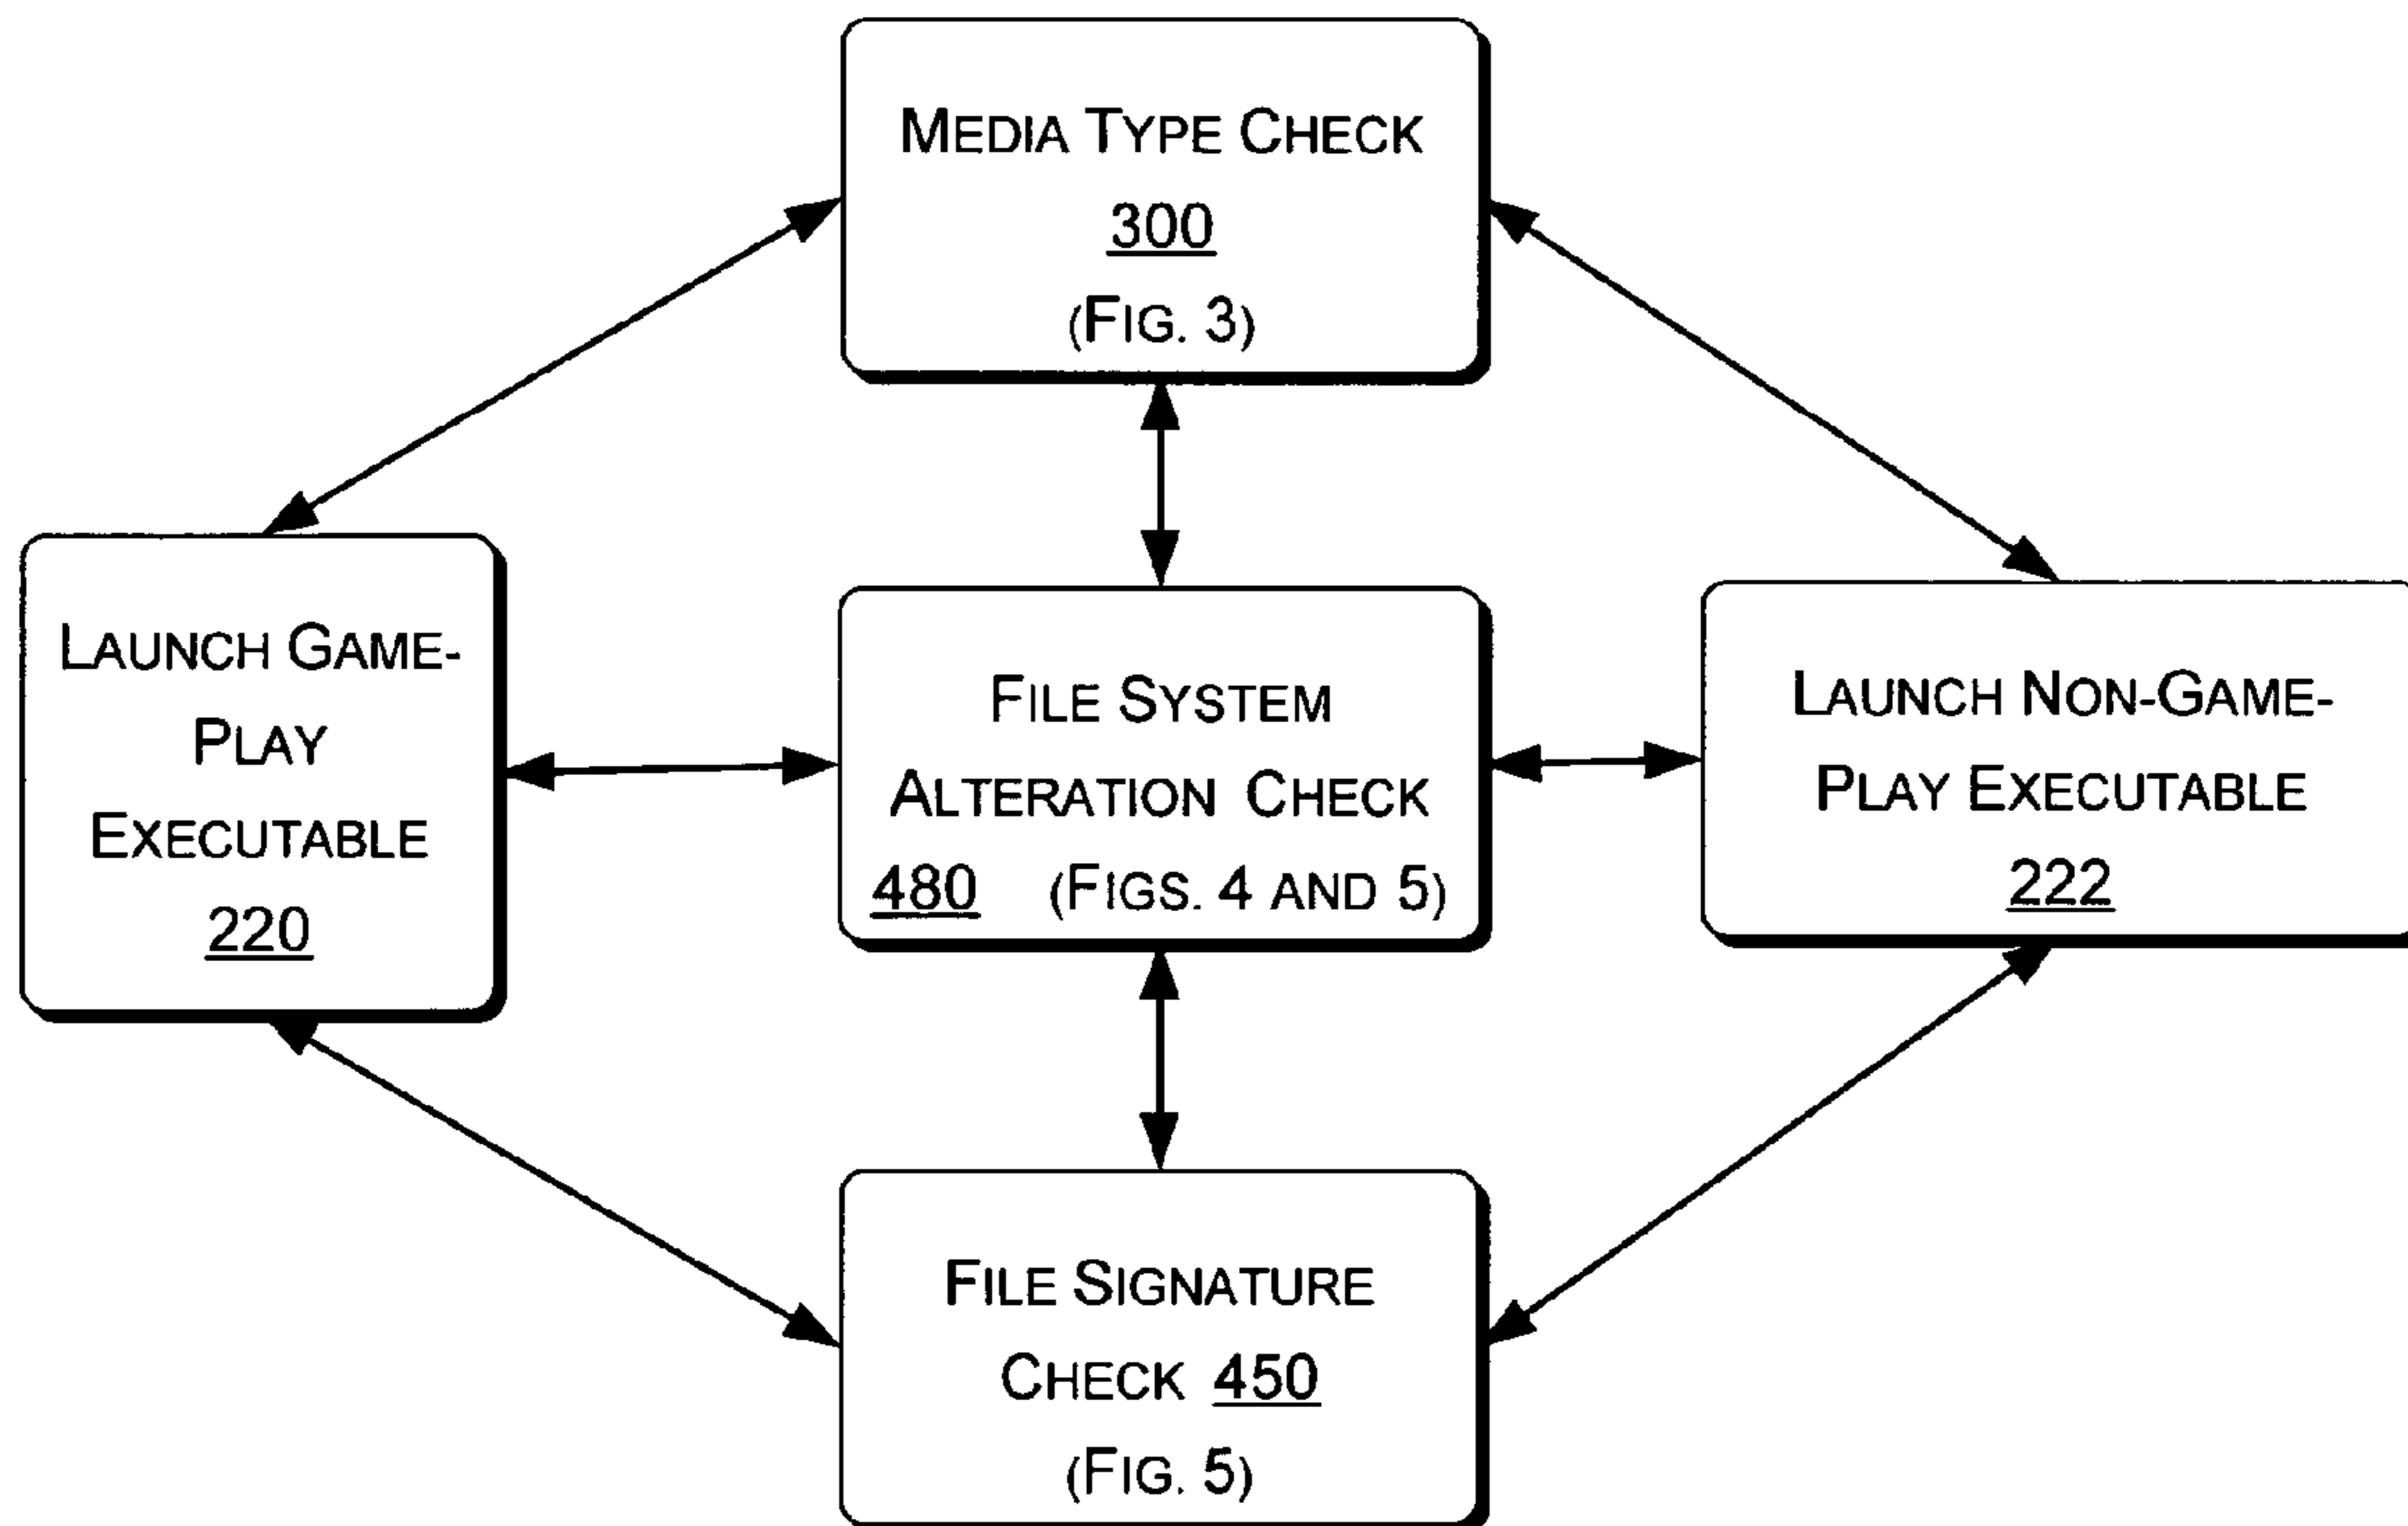 MEDIA TYPE CHECK
300
(FIG. 3)
LAUNCH GAME-
PLAY
EXECUTABLE
220
FILE SYSTEM
ALTERATION CHECK
480 (FIGS. 4 AND 5)
LAUNCH NON-GAME-
PLAY EXECUTABLE
222
FILE SIGNATURE
CHECK 450
(FIG. 5)